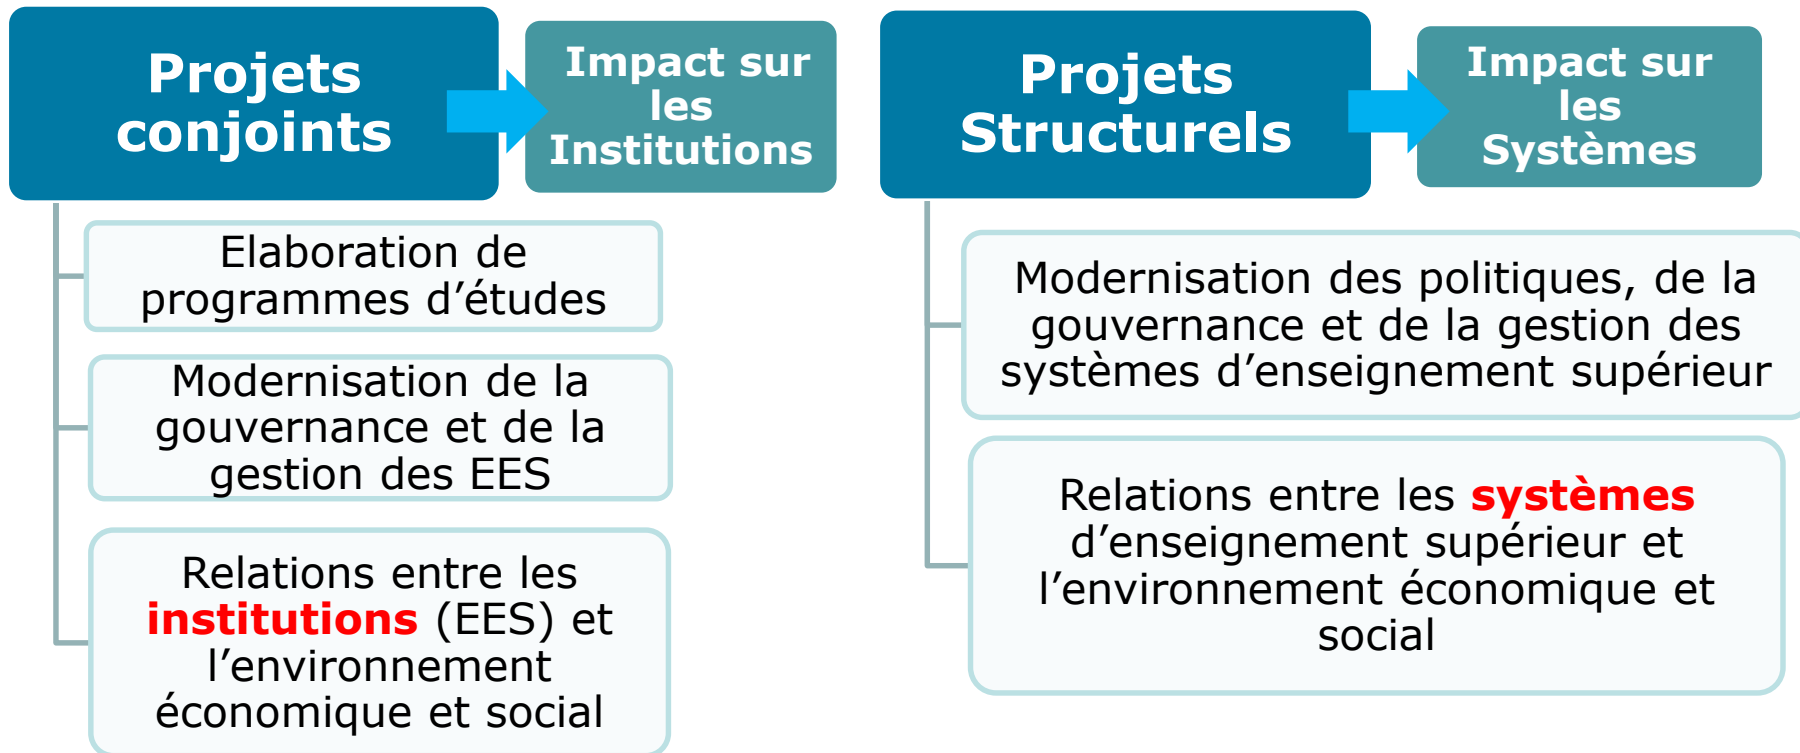 Projets
conjoints
Impact sur
les
Institutions
Elaboration de
programmes d’études
Modernisation de la
gouvernance et de la
gestion des EES
Relations entre les
institutions (EES) et
l’environnement
économique et social
Projets
Structurels
Impact sur
les
Systèmes
Modernisation des politiques, de la
gouvernance et de la gestion des
systèmes d’enseignement supérieur
Relations entre les systèmes
d’enseignement supérieur et
l’environnement économique et
social